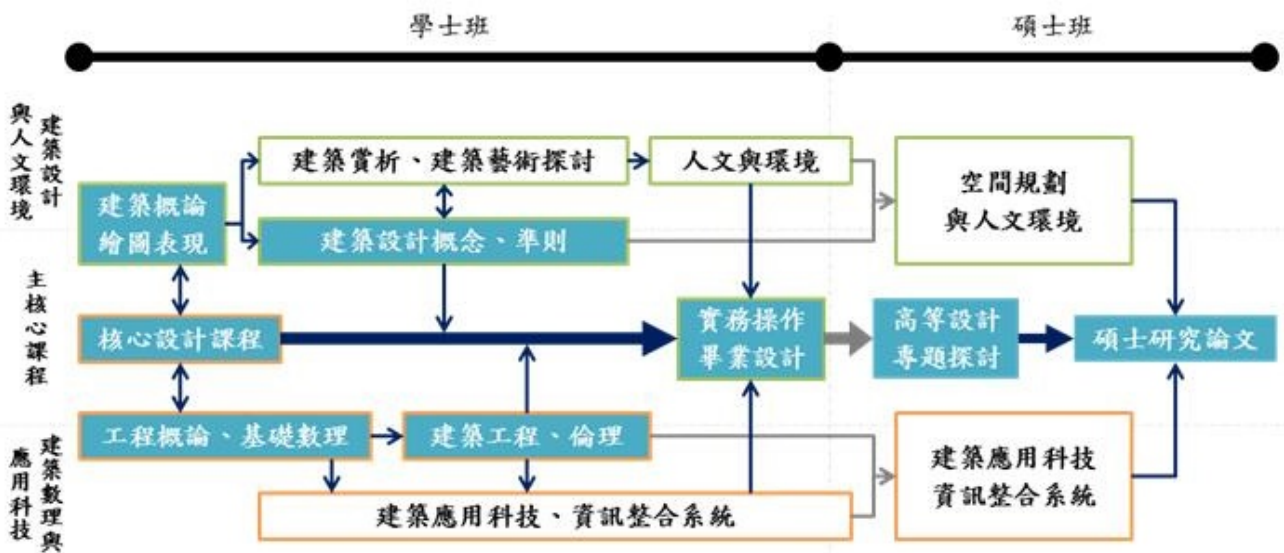 學士班
碩士班
建築設計
與人文環境
建築賞析、建築藝術探討
人文與環境
空間規劃
與人文環境
建築概論
繪圖表現
建築設計概念、準則
主核心課程
核心設計課程
實務操作
畢業設計
高等設計
專題探討
碩士研究論文
建築數理與
應用科技
工程概論、基礎數理
建築工程、倫理
建築應用科技
資訊整合系統
建築應用科技、資訊整合系統